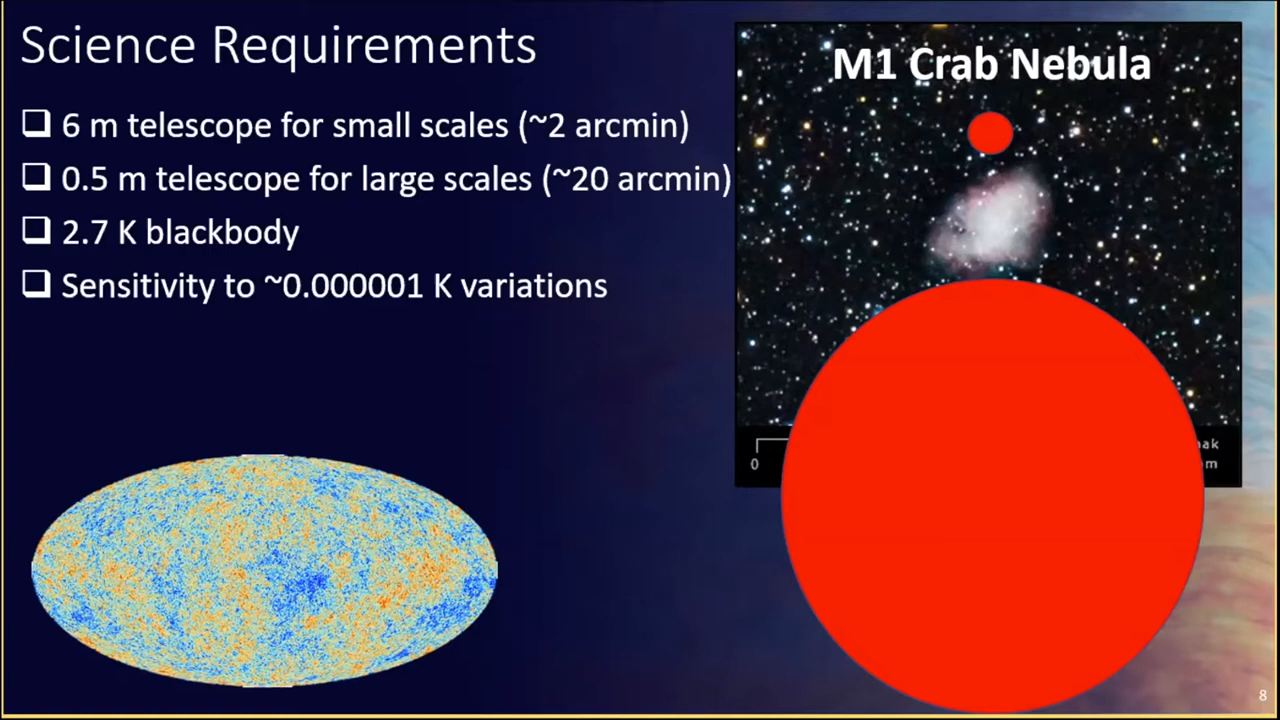 Science Requirements
6 m telescope for small scales (~2 arcmin)
0.5 m telescope for large scales (~20 arcmin)
2.7 K blackbody
Sensitivity to ~0.000001 K variations
M1 Crab Nebula
0
8